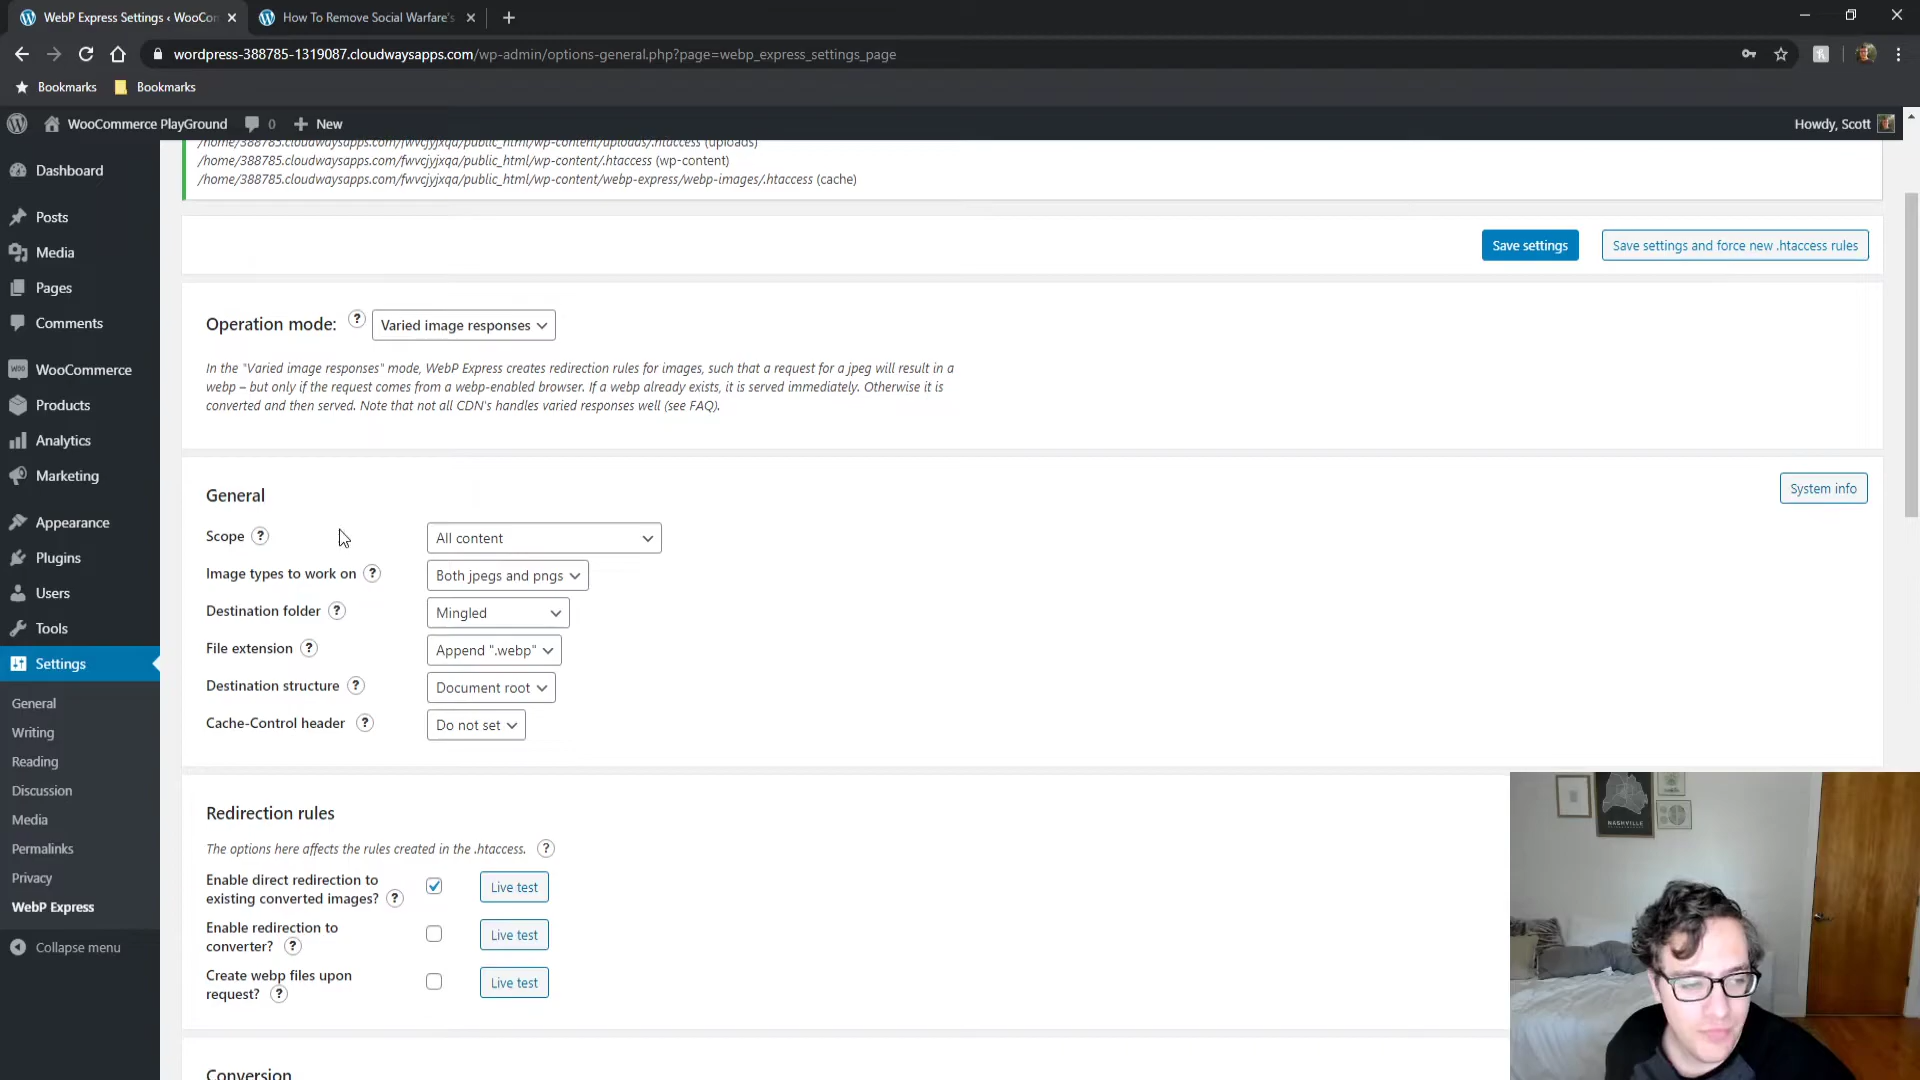 WebP Express Settings ‹ WooCon
How To Remove Social Warfare's
wordpress-388785-1319087.cloudwaysapps.com/wp-admin/options-general.php?page=webp_express_settings_page
Bookmarks
Bookmarks
WooCommerce PlayGround
0
New
Howdy, Scott
/home/388785.cloudwaysapps.com/fwvcjyjxqa/public_html/wp-content/uploads/.htaccess (uploads)
/home/388785.cloudwaysapps.com/fwvcjyjxqa/public_html/wp-content/.htaccess (wp-content)
/home/388785.cloudwaysapps.com/fwvcjyjxqa/public_html/wp-content/webp-express/webp-images/.htaccess (cache)
Dashboard
Posts
Media
Pages
Comments
WooCommerce
Products
Analytics
Marketing
Appearance
Plugins
Users
Tools
Settings
General
Writing
Reading
Discussion
Media
Permalinks
Privacy
WebP Express
Collapse menu
Save settings
Save settings and force new .htaccess rules
Operation mode:
?
Varied image responses
In the "Varied image responses" mode, WebP Express creates redirection rules for images, such that a request for a jpeg will result in a
webp – but only if the request comes from a webp-enabled browser. If a webp already exists, it is served immediately. Otherwise it is
converted and then served. Note that not all CDN's handles varied responses well (see FAQ).
General
System info
Scope ?
All content
Image types to work on ?
Both jpegs and pngs
Destination folder ?
Mingled
File extension ?
Append ".webp"
Destination structure ?
Document root
Cache-Control header ?
Do not set
Redirection rules
The options here affects the rules created in the .htaccess. ?
Enable direct redirection to
existing converted images? ?
Live test
Enable redirection to
converter? ?
Live test
Create webp files upon
request? ?
Live test
Conversion
NASHVILLE